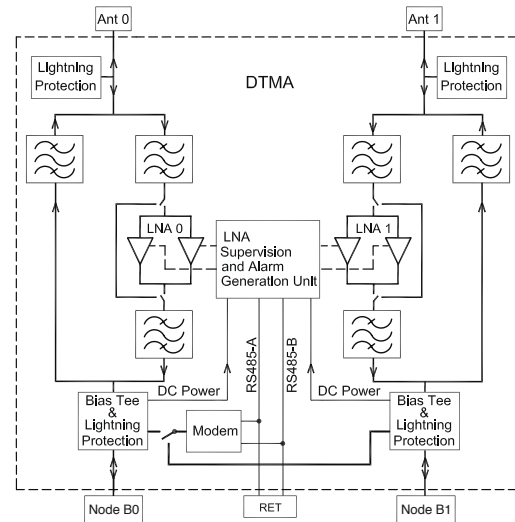 Ant 0
Ant 1
Lightning
Protection
DTMA
Lightning
Protection
LNA 0
LNA
Supervision
and Alarm
Generation Unit
LNA 1
RS485-A
RS485-B
DC Power
DC Power
Bias Tee
&
Lightning
Protection
Modem
Bias Tee
&
Lightning
Protection
Node B0
RET
Node B1